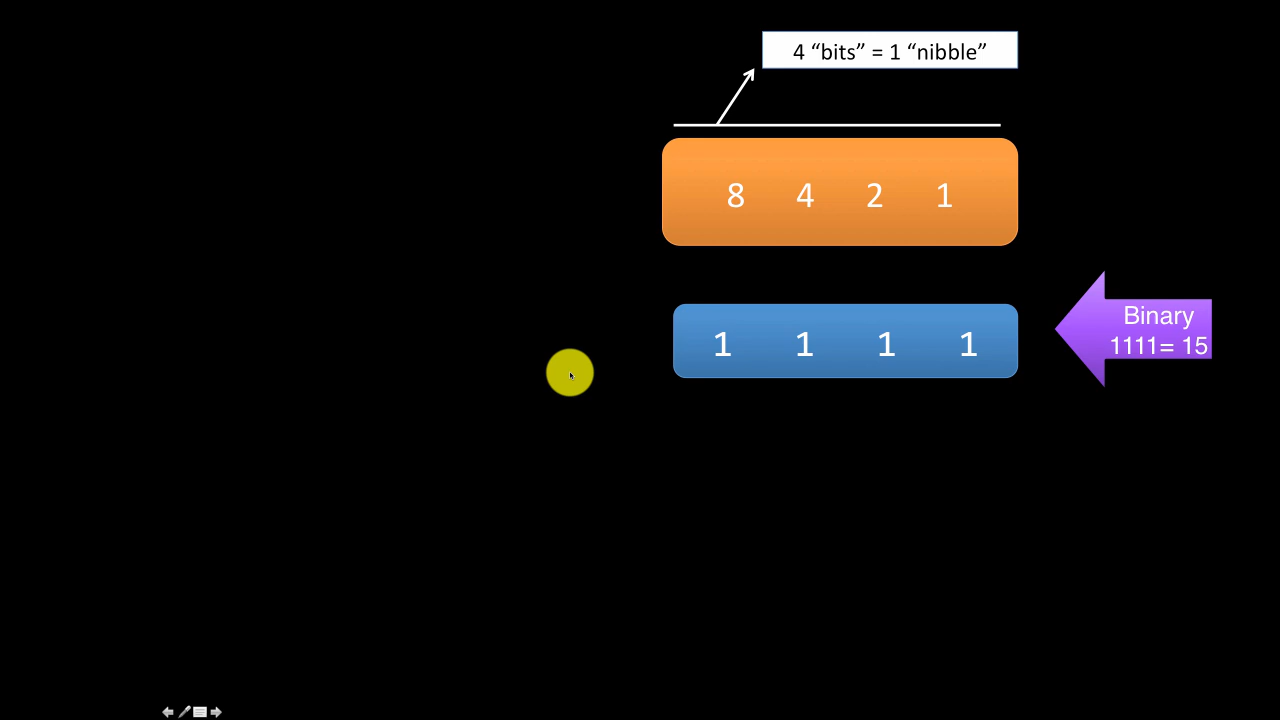 4 “bits” = 1 “nibble”
8 4 2 1
1 1 1 1
Binary
1111= 15